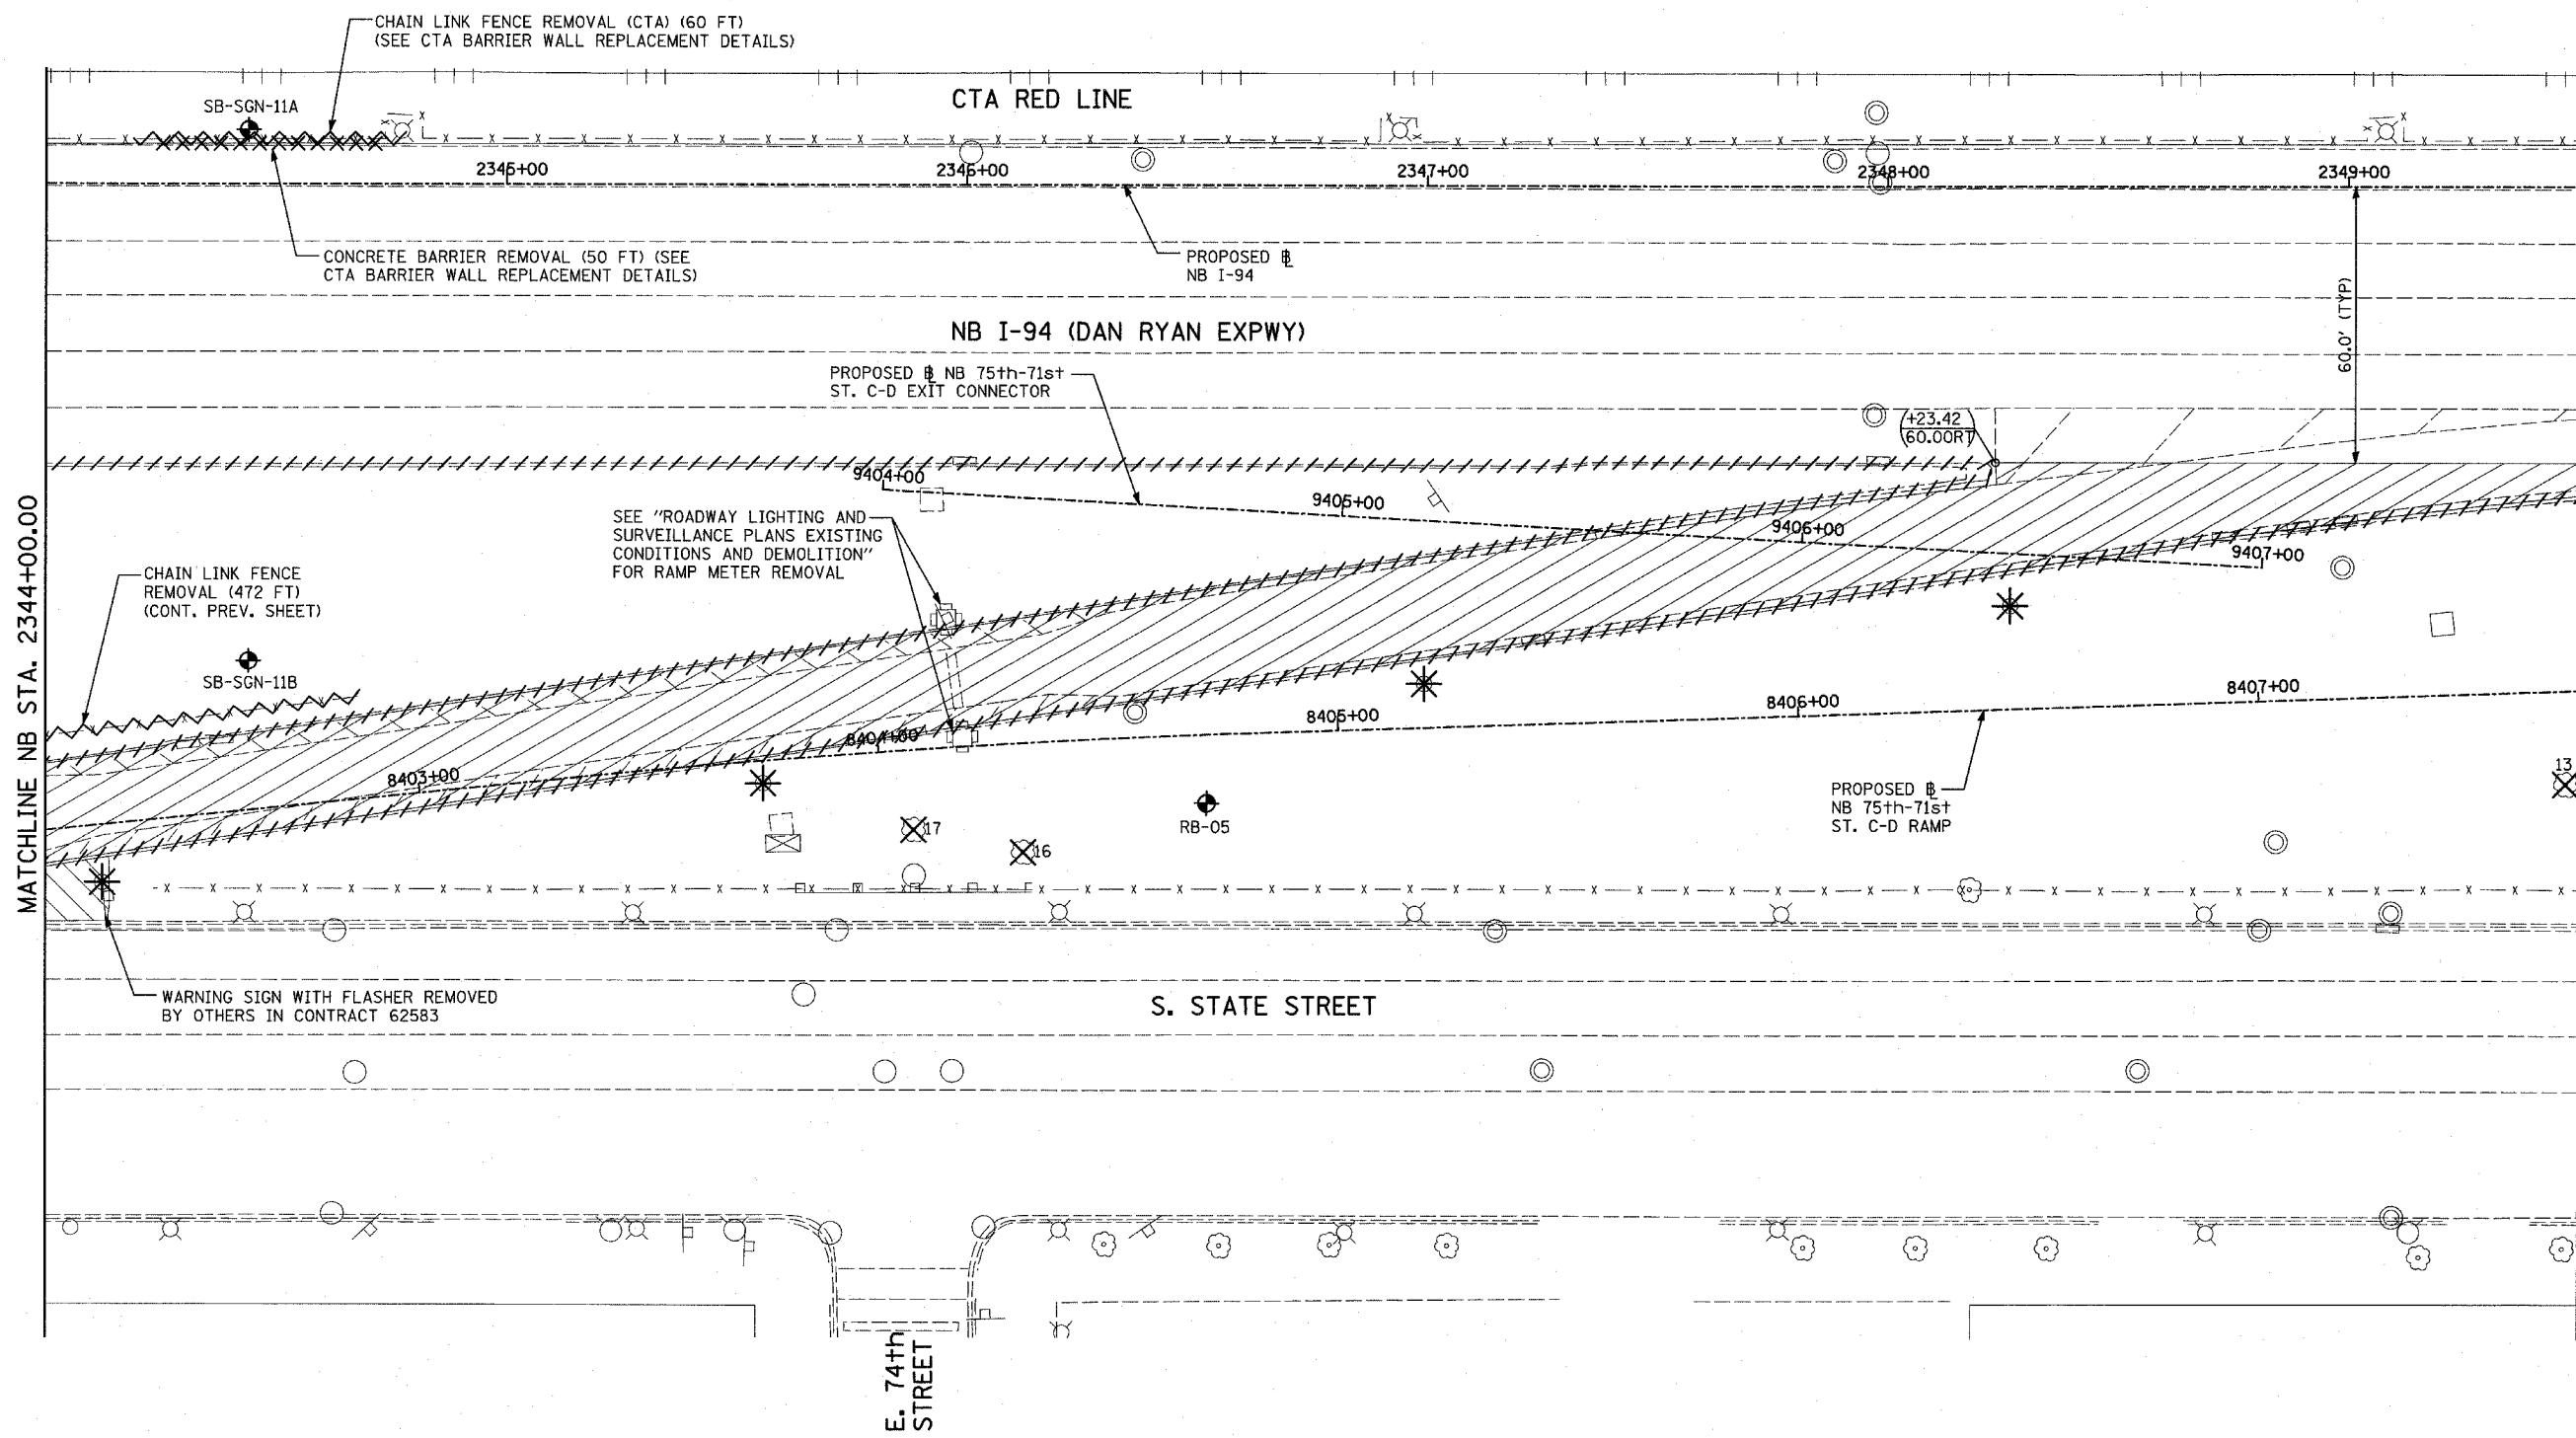 CHAIN LINK FENCE REMOVAL (CTA) (60 FT)
(SEE CTA BARRIER WALL REPLACEMENT DETAILS)
SB-SGN-11A
CTA RED LINE
2345+00
2346+00
2347+00
2348+00
2349+00
CONCRETE BARRIER REMOVAL (50 FT) (SEE
CTA BARRIER WALL REPLACEMENT DETAILS)
PROPOSED ℄
NB I-94
NB I-94 (DAN RYAN EXPWY)
60.0' (TYP)
PROPOSED ℄ NB 75th-71st
ST. C-D EXIT CONNECTOR
+23.42
60.00RT
9404+00
9405+00
9406+00
9407+00
SEE "ROADWAY LIGHTING AND
SURVEILLANCE PLANS EXISTING
CONDITIONS AND DEMOLITION"
FOR RAMP METER REMOVAL
CHAIN LINK FENCE
REMOVAL (472 FT)
(CONT. PREV. SHEET)
SB-SGN-11B
MATCHLINE NB STA. 2344+00.00
8403+00
8404+00
8405+00
8406+00
8407+00
PROPOSED ℄
NB 75th-71st
ST. C-D RAMP
13
17
16
RB-05
WARNING SIGN WITH FLASHER REMOVED
BY OTHERS IN CONTRACT 62583
S. STATE STREET
E. 74th
STREET